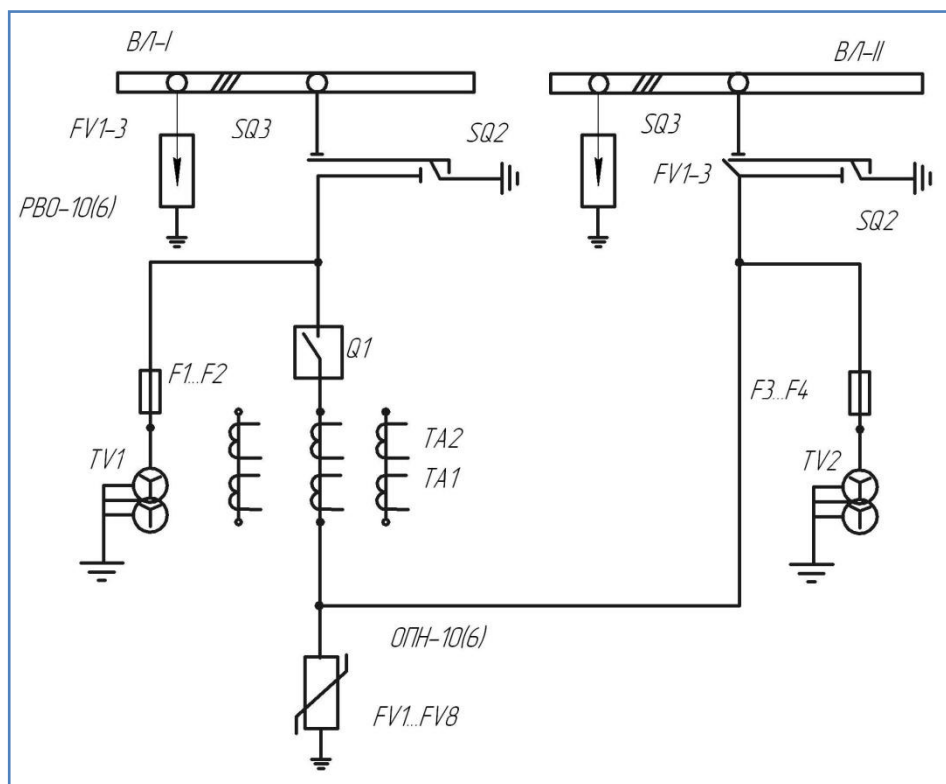 ВЛ-I
ВЛ-II
FV1-3
SQ3
SQ2
SQ3
FV1-3
SQ2
РВО-10(6)
Q1
F1...F2
F3...F4
TV1
TA2
TA1
TV2
ОПН-10(6)
FV1...FV8